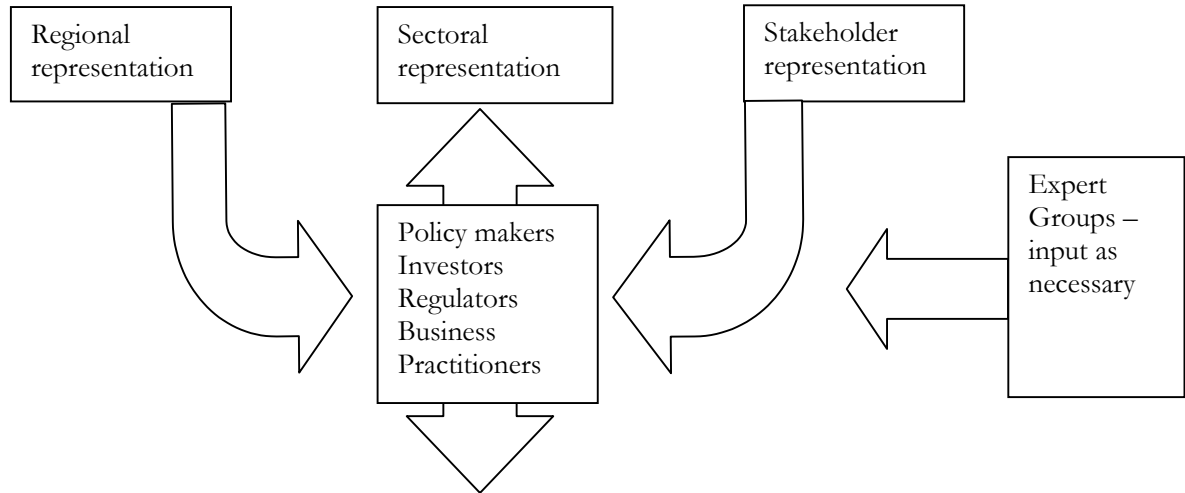 Regional
representation
Sectoral
representation
Stakeholder
representation
Policy makers
Investors
Regulators
Business
Practitioners
Expert
Groups –
input as
necessary